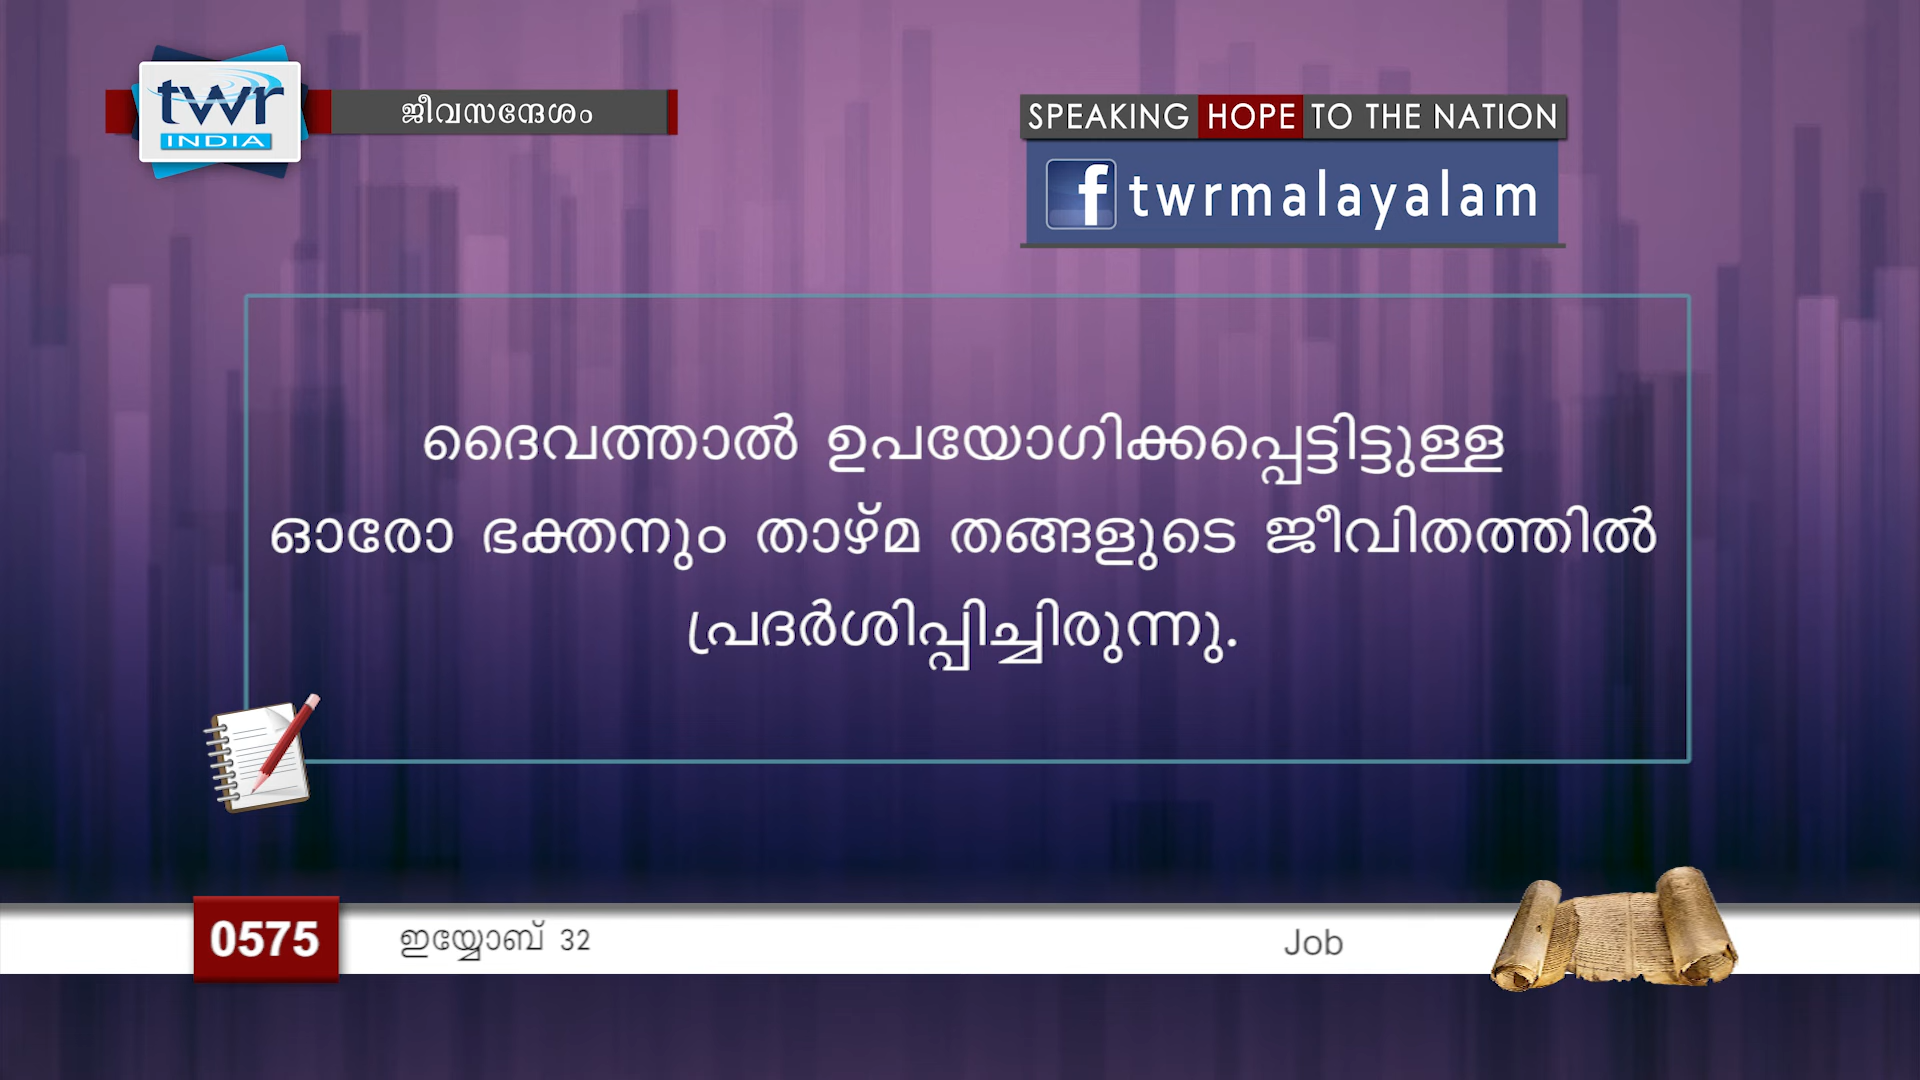 twr
INDIA
ജീവസന്ദേശം
SPEAKING HOPE TO THE NATION
f twrmalayalam
ദൈവത്താൽ ഉപയോഗിക്കപ്പെട്ടിട്ടുള്ള
ഓരോ ഭക്തനും താഴ്മ തങ്ങളുടെ ജീവിതത്തിൽ
പ്രദർശിപ്പിച്ചിരുന്നു.
0575
ഇയ്യോബ് 32
Job